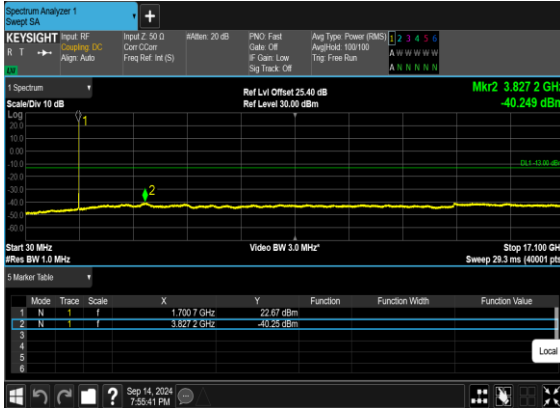 Spectrum Analyzer 1
Swept SA
+
KEYSIGHT
R T
Input: RF
Coupling: DC
Align: Auto
Input Z: 50 Ω
Corr CCorr
Freq Ref: Int (S)
#Atten: 20 dB
PNO: Fast
Gate: Off
IF Gain: Low
Sig Track: Off
Avg Type: Power (RMS)
Avg|Hold: 100/100
Trig: Free Run
1 2 3 4 5 6
A W W W W W
A N N N N N
1 Spectrum
Scale/Div 10 dB
Log
Ref Lvl Offset 25.40 dB
Ref Level 30.00 dBm
Mkr2 3.827 2 GHz
-40.249 dBm
20.0
10.0
0.00
-10.0
-20.0
-30.0
-40.0
-50.0
-60.0
1
2
DL1 -13.00 dBm
Start 30 MHz
#Res BW 1.0 MHz
Video BW 3.0 MHz*
Stop 17.100 GHz
Sweep 29.3 ms (40001 pts)
5 Marker Table
Mode Trace Scale X Y Function Function Width Function Value
1 N 1 f 1.700 7 GHz 22.67 dBm
2 N 1 f 3.827 2 GHz -40.25 dBm
3
4
5
6
Local
?
Sep 14, 2024
7:55:41 PM